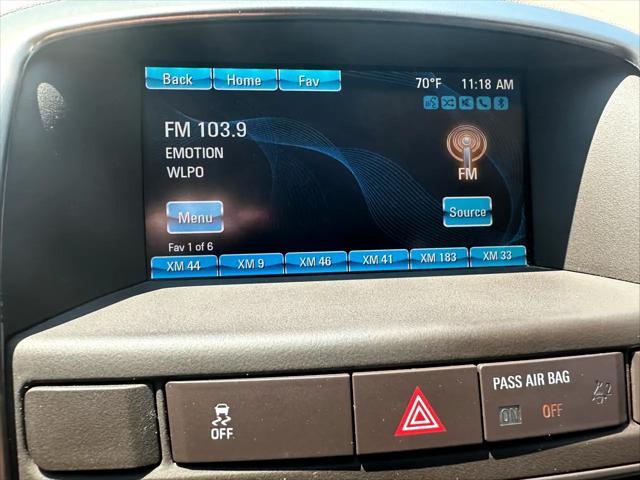 Back Home Fav 70°F 11:18 AM
FM 103.9
EMOTION
WLPO
FM
Menu Source
Fav 1 of 6
XM 44 XM 9 XM 46 XM 41 XM 183 XM 33
OFF
PASS AIR BAG
ON OFF 2